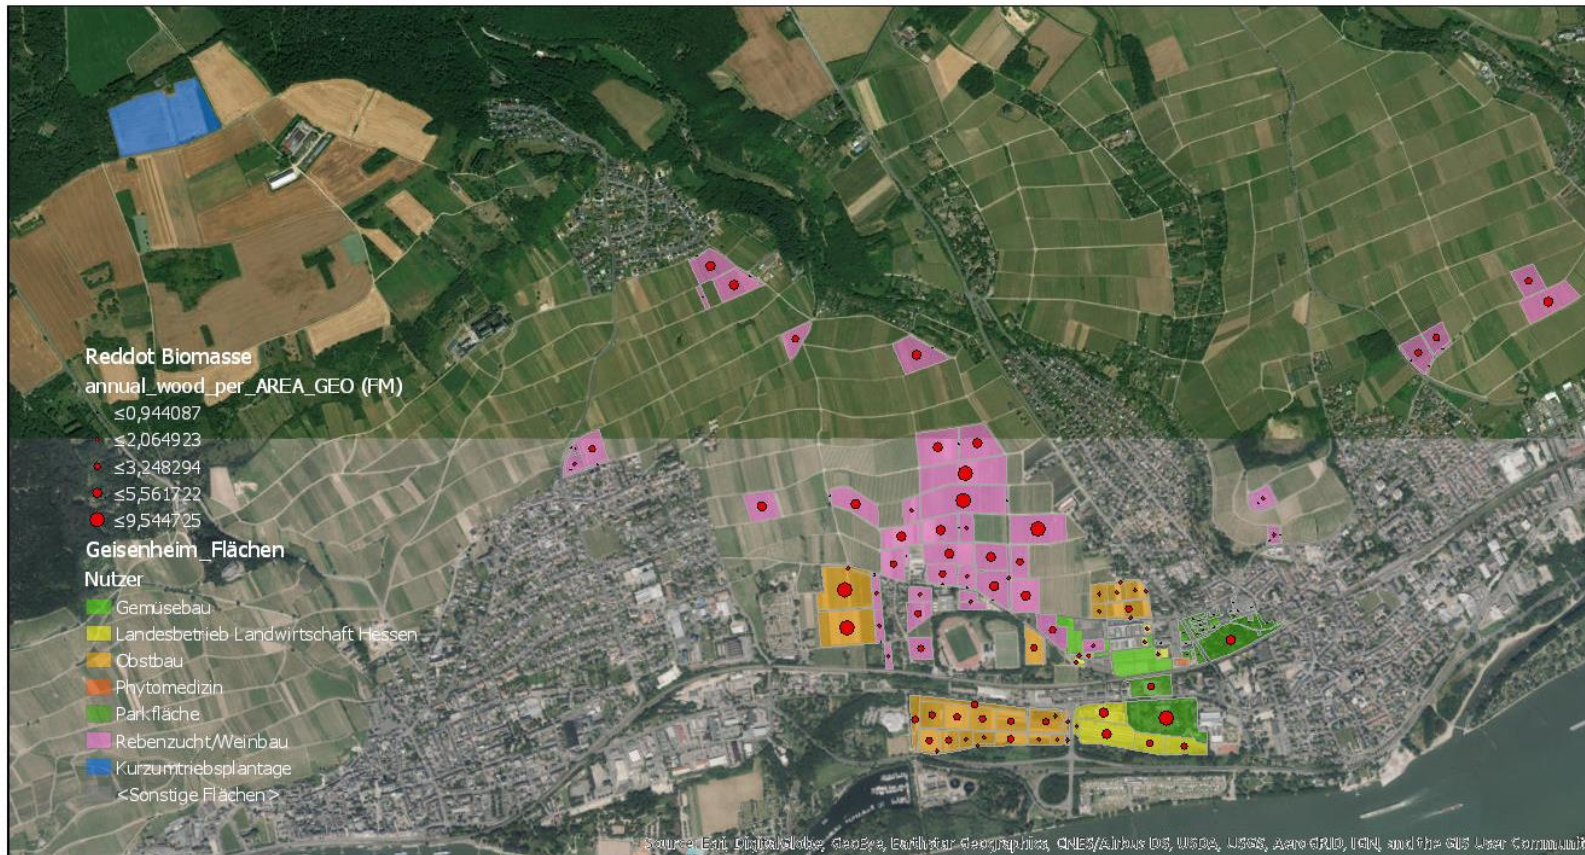 Reddot Biomasse
annual_wood_per_AREA_GEO (FM)
≤0,944087
≤2,064923
≤3,248294
≤5,561722
≤9,544725
Geisenheim_Flächen
Nutzer
Gemüsebau
Landesbetrieb Landwirtschaft Hessen
Obstbau
Phytomedizin
Parkfläche
Rebenzucht/Weinbau
Kurzumtriebsplantage
<Sonstige Flächen>
Source: Esri, DigitalGlobe, GeoEye, Earthstar Geographics, CNES/Airbus DS, USDA, USGS, AeroGRID, IGN, and the GIS User Communit